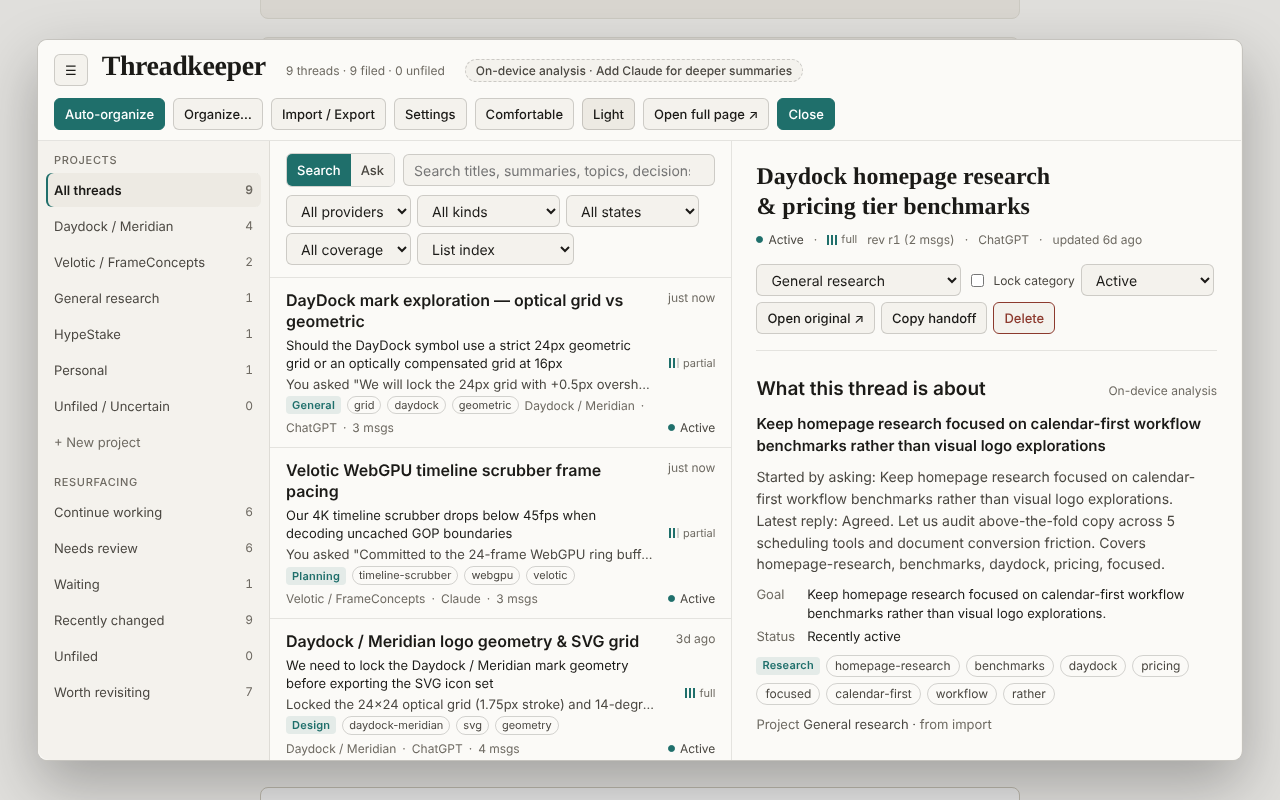 ☰
Threadkeeper
9 threads · 9 filed · 0 unfiled
On-device analysis · Add Claude for deeper summaries
Auto-organize
Organize...
Import / Export
Settings
Comfortable
Light
Open full page ↗
Close
PROJECTS
All threads 9
Daydock / Meridian 4
Velotic / FrameConcepts 2
General research 1
HypeStake 1
Personal 1
Unfiled / Uncertain 0
+ New project
RESURFACING
Continue working 6
Needs review 6
Waiting 1
Recently changed 9
Unfiled 0
Worth revisiting 7
Search
Ask
Search titles, summaries, topics, decision:
All providers
All kinds
All states
All coverage
List index
DayDock mark exploration — optical grid vs
geometric
just now
Should the DayDock symbol use a strict 24px geometric
grid or an optically compensated grid at 16px
partial
You asked "We will lock the 24px grid with +0.5px oversh...
General grid daydock geometric Daydock / Meridian ·
ChatGPT · 3 msgs
Active
Velotic WebGPU timeline scrubber frame
pacing
just now
Our 4K timeline scrubber drops below 45fps when
decoding uncached GOP boundaries
partial
You asked "Committed to the 24-frame WebGPU ring buff...
Planning timeline-scrubber webgpu velotic
Velotic / FrameConcepts · Claude · 3 msgs
Active
Daydock / Meridian logo geometry & SVG grid
3d ago
We need to lock the Daydock / Meridian mark geometry
before exporting the SVG icon set
full
Locked the 24×24 optical grid (1.75px stroke) and 14-degr...
Design daydock-meridian svg geometry
Daydock / Meridian · ChatGPT · 4 msgs
Active
Daydock homepage research
& pricing tier benchmarks
Active · full rev r1 (2 msgs) · ChatGPT · updated 6d ago
General research
Lock category
Active
Open original ↗
Copy handoff
Delete
What this thread is about
On-device analysis
Keep homepage research focused on calendar-first workflow
benchmarks rather than visual logo explorations
Started by asking: Keep homepage research focused on calendar-
first workflow benchmarks rather than visual logo explorations.
Latest reply: Agreed. Let us audit above-the-fold copy across 5
scheduling tools and document conversion friction. Covers
homepage-research, benchmarks, daydock, pricing, focused.
Goal Keep homepage research focused on calendar-first workflow
benchmarks rather than visual logo explorations.
Status Recently active
Research homepage-research benchmarks daydock pricing
focused calendar-first workflow rather
Project General research · from import